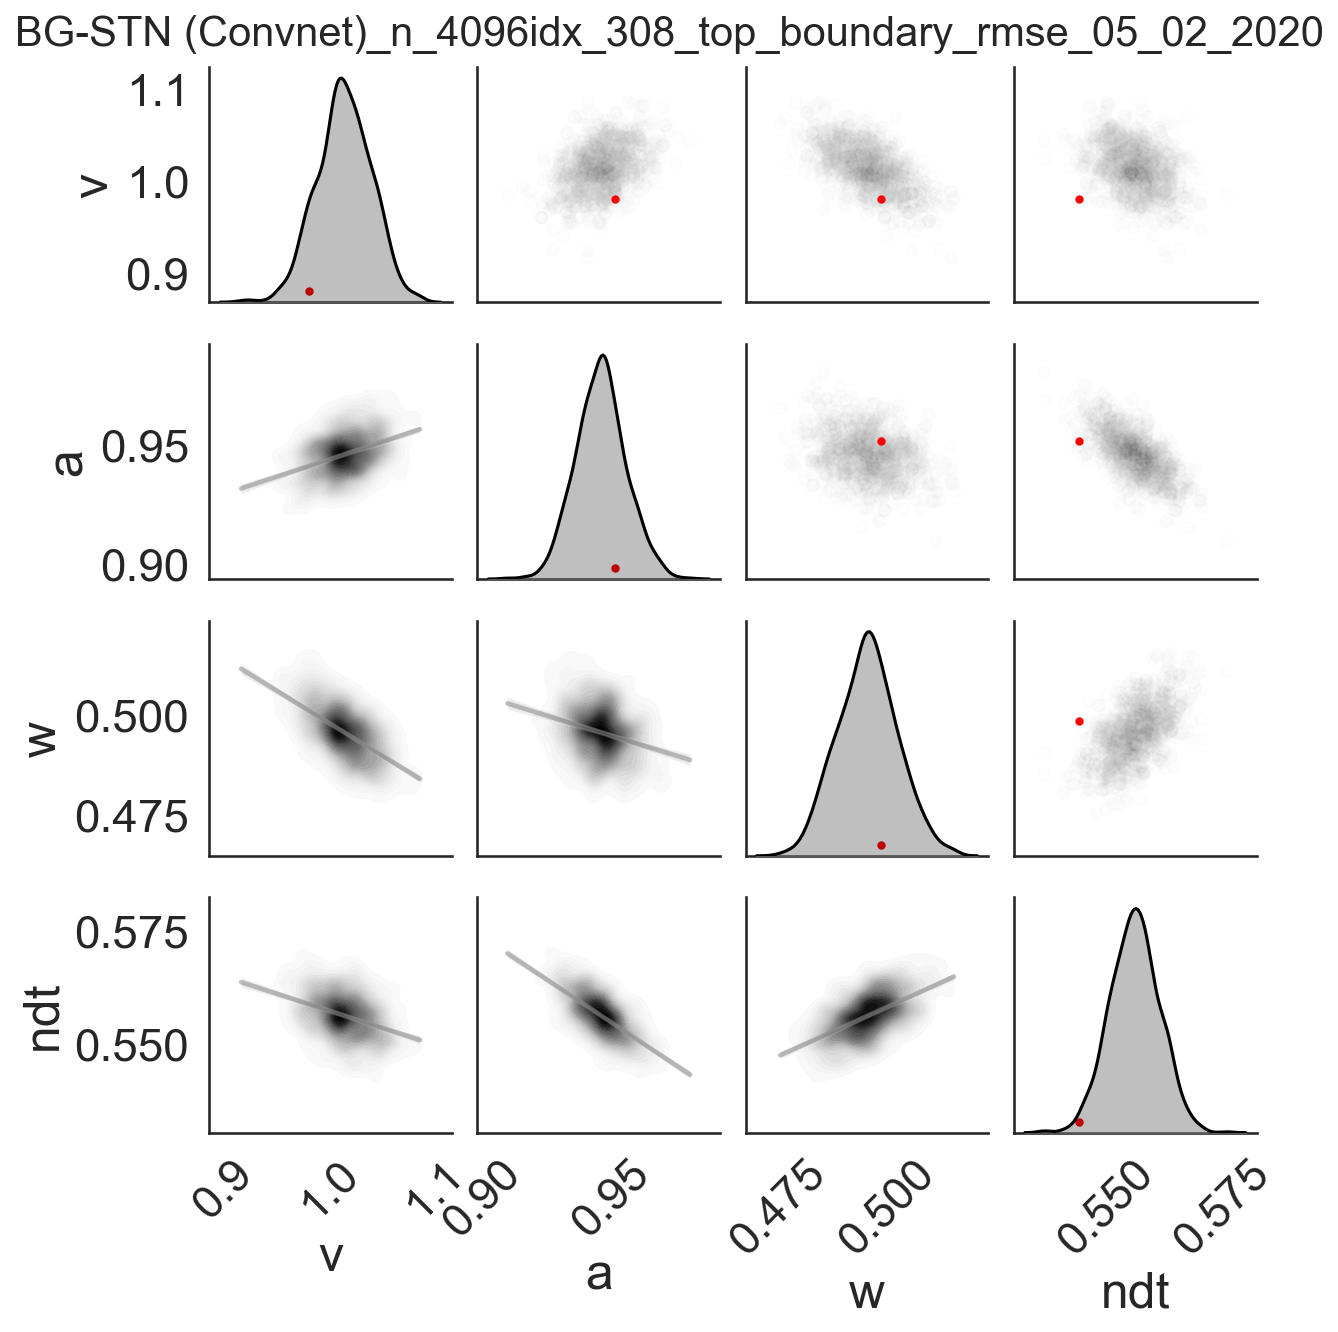 BG-STN (Convnet)_n_4096idx_308_top_boundary_rmse_05_02_2020
1.1
v 1.0
0.9
a 0.95
0.90
w 0.500
0.475
0.575
ndt 0.550
0.9 1.0 1.1 0.90 0.95 0.475 0.500 0.550 0.575
v a w ndt